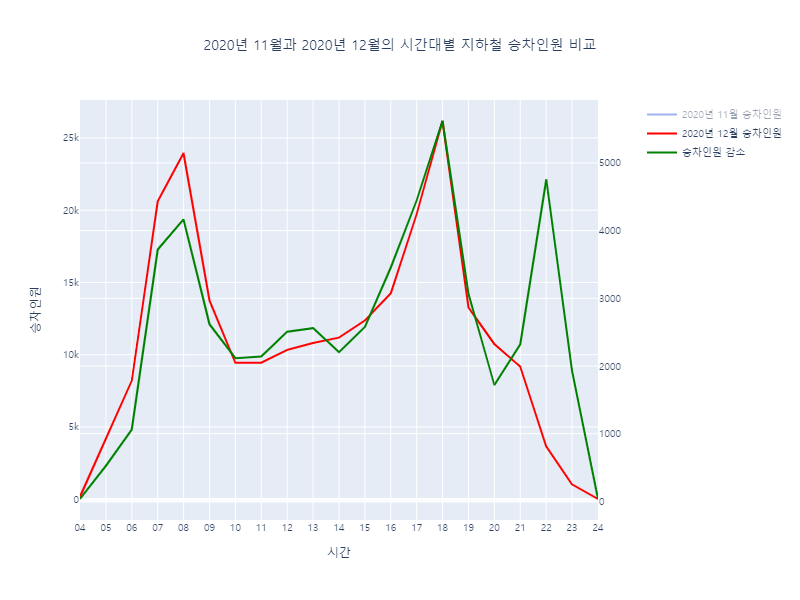 2020년 11월과 2020년 12월의 시간대별 지하철 승차인원 비교
2020년 11월 승차인원
2020년 12월 승차인원
승차인원 감소
25k
20k
15k
10k
5k
0
5000
4000
3000
2000
1000
0
승차인원
04 05 06 07 08 09 10 11 12 13 14 15 16 17 18 19 20 21 22 23 24
시간